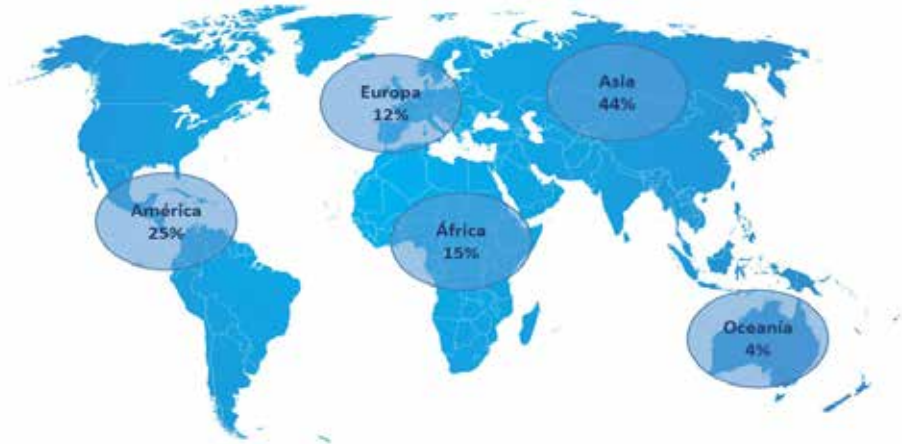 Europa
12%
Asia
44%
América
25%
África
15%
Oceanía
4%